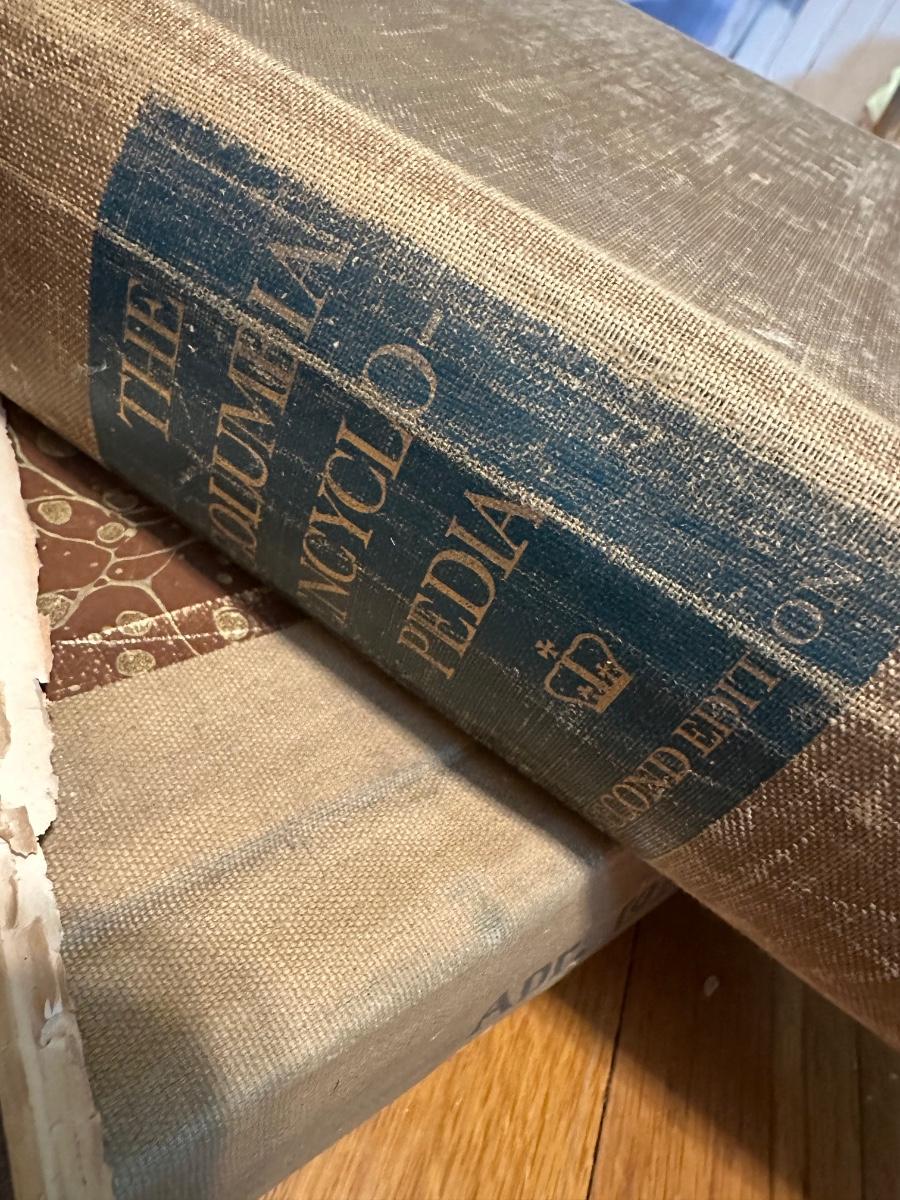 THE
COLUMBIA
ENCYCLO-
PEDIA
SECOND EDITION